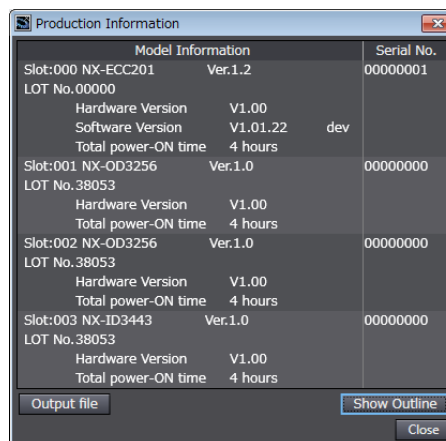 Production Information
Model Information Serial No.
Slot:000 NX-ECC201 Ver.1.2 00000001
LOT No.00000
Hardware Version V1.00
Software Version V1.01.22 dev
Total power-ON time 4 hours
Slot:001 NX-OD3256 Ver.1.0 00000000
LOT No.38053
Hardware Version V1.00
Total power-ON time 4 hours
Slot:002 NX-OD3256 Ver.1.0 00000000
LOT No.38053
Hardware Version V1.00
Total power-ON time 4 hours
Slot:003 NX-ID3443 Ver.1.0 00000000
LOT No.38053
Hardware Version V1.00
Total power-ON time 4 hours
Output file Show Outline
Close